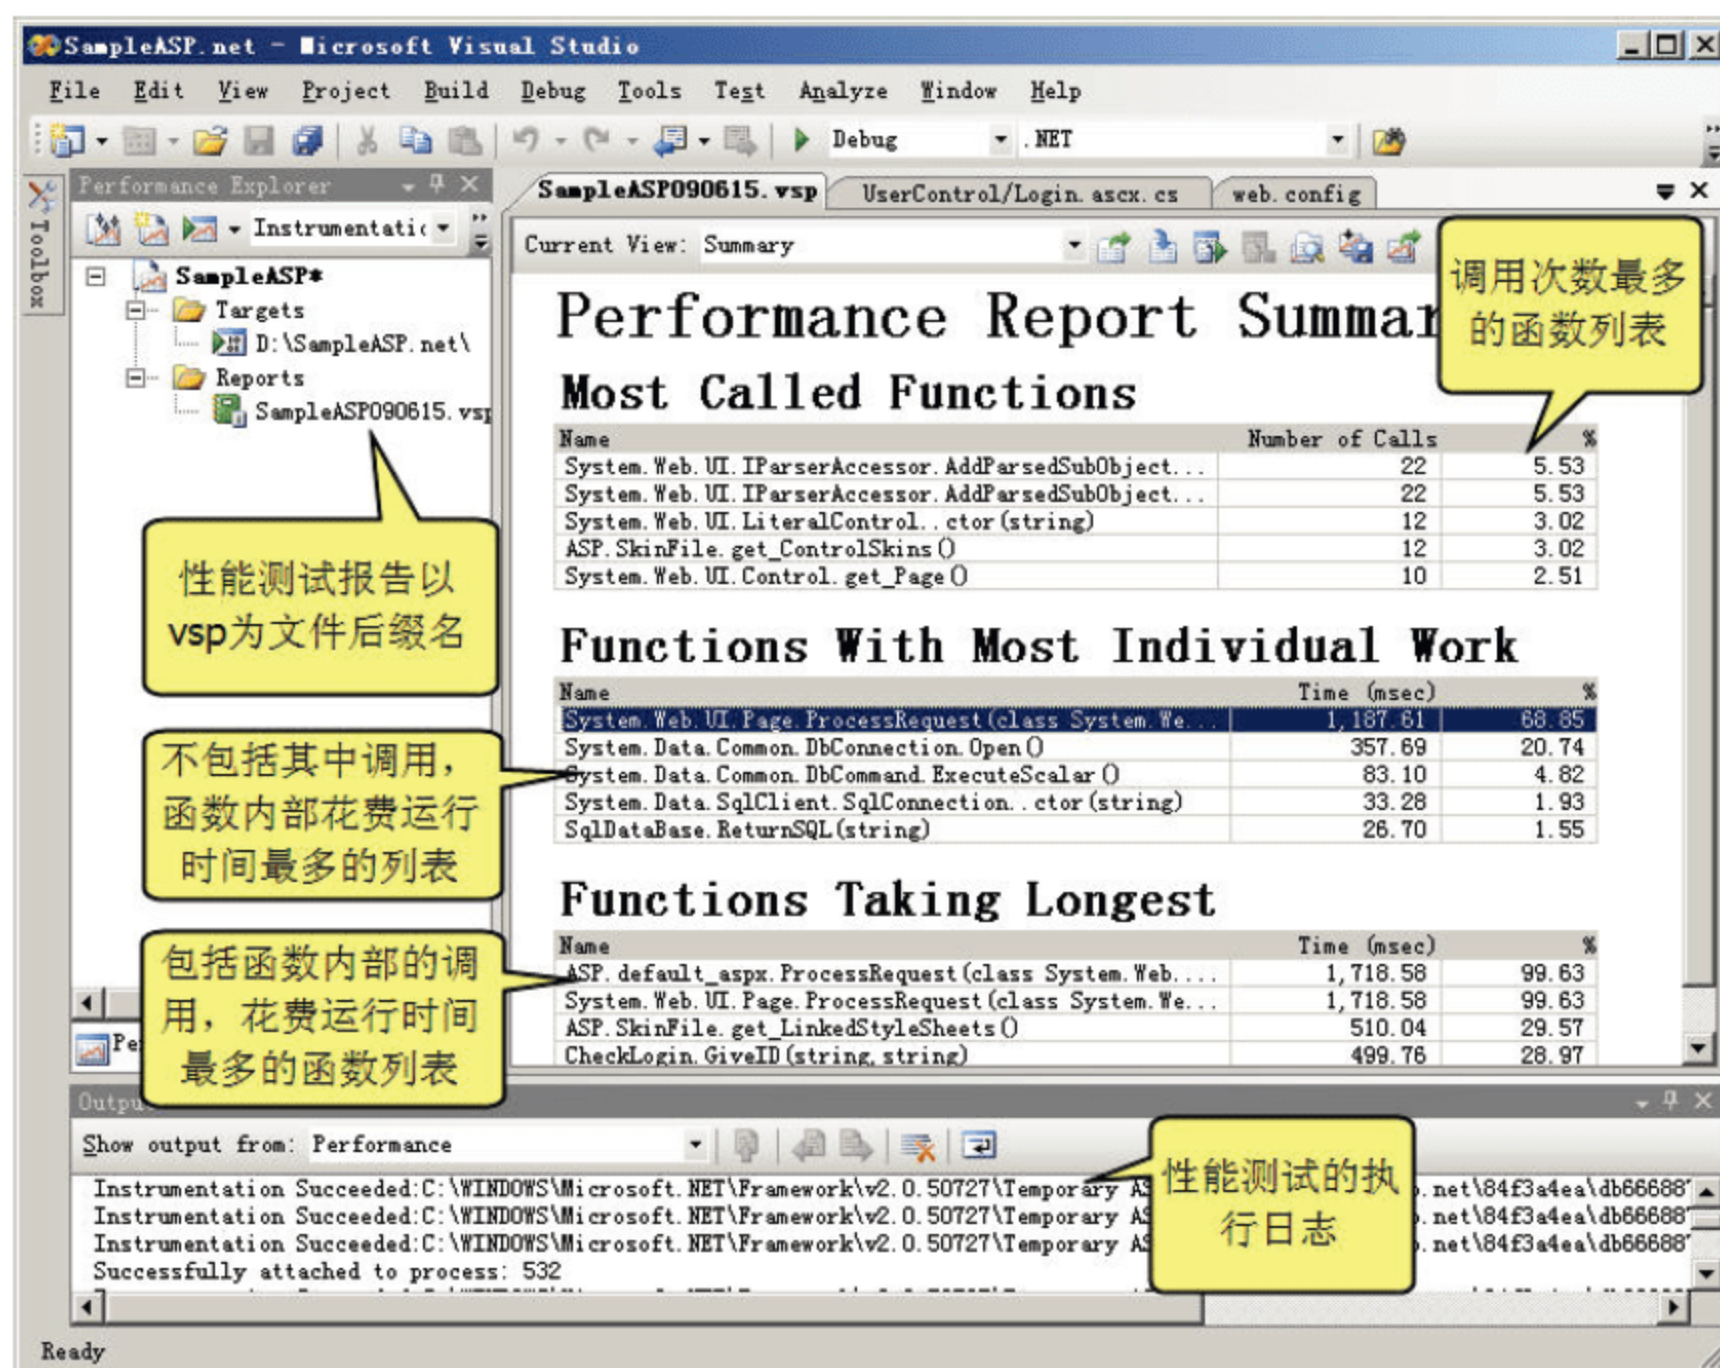 SampleASP.net - Microsoft Visual Studio
File Edit View Project Build Debug Tools Test Analyze Window Help
Debug .NET
Toolbox
Performance Explorer
Instrumentatic
SampleASP*
Targets
D:\SampleASP.net\
Reports
SampleASP090615.vsp
性能测试报告以
vsp为文件后缀名
不包括其中调用，
函数内部花费运行
时间最多的列表
包括函数内部的调
用，花费运行时间
最多的函数列表
SampleASP090615.vsp UserControl/Login.ascx.cs web.config
Current View: Summary
调用次数最多
的函数列表
Performance Report Summar
Most Called Functions
Name Number of Calls %
System.Web.UI.IParserAccessor.AddParsedSubObject... 22 5.53
System.Web.UI.IParserAccessor.AddParsedSubObject... 22 5.53
System.Web.UI.LiteralControl..ctor(string) 12 3.02
ASP.SkinFile.get_ControlSkins() 12 3.02
System.Web.UI.Control.get_Page() 10 2.51
Functions With Most Individual Work
Name Time (msec) %
System.Web.UI.Page.ProcessRequest(class System.We... 1,187.61 68.85
System.Data.Common.DbConnection.Open() 357.69 20.74
System.Data.Common.DbCommand.ExecuteScalar() 83.10 4.82
System.Data.SqlClient.SqlConnection..ctor(string) 33.28 1.93
SqlDataBase.ReturnSQL(string) 26.70 1.55
Functions Taking Longest
Name Time (msec) %
ASP.default_aspx.ProcessRequest(class System.Web.... 1,718.58 99.63
System.Web.UI.Page.ProcessRequest(class System.We... 1,718.58 99.63
ASP.SkinFile.get_LinkedStyleSheets() 510.04 29.57
CheckLogin.GiveID(string,string) 499.76 28.97
Pe
Outpu
Show output from: Performance
性能测试的执
行日志
Instrumentation Succeeded:C:\WINDOWS\Microsoft.NET\Framework\v2.0.50727\Temporary AS .net\84f3a4ea\db66688
Instrumentation Succeeded:C:\WINDOWS\Microsoft.NET\Framework\v2.0.50727\Temporary AS .net\84f3a4ea\db66688
Instrumentation Succeeded:C:\WINDOWS\Microsoft.NET\Framework\v2.0.50727\Temporary AS .net\84f3a4ea\db66688
Successfully attached to process: 532
Ready